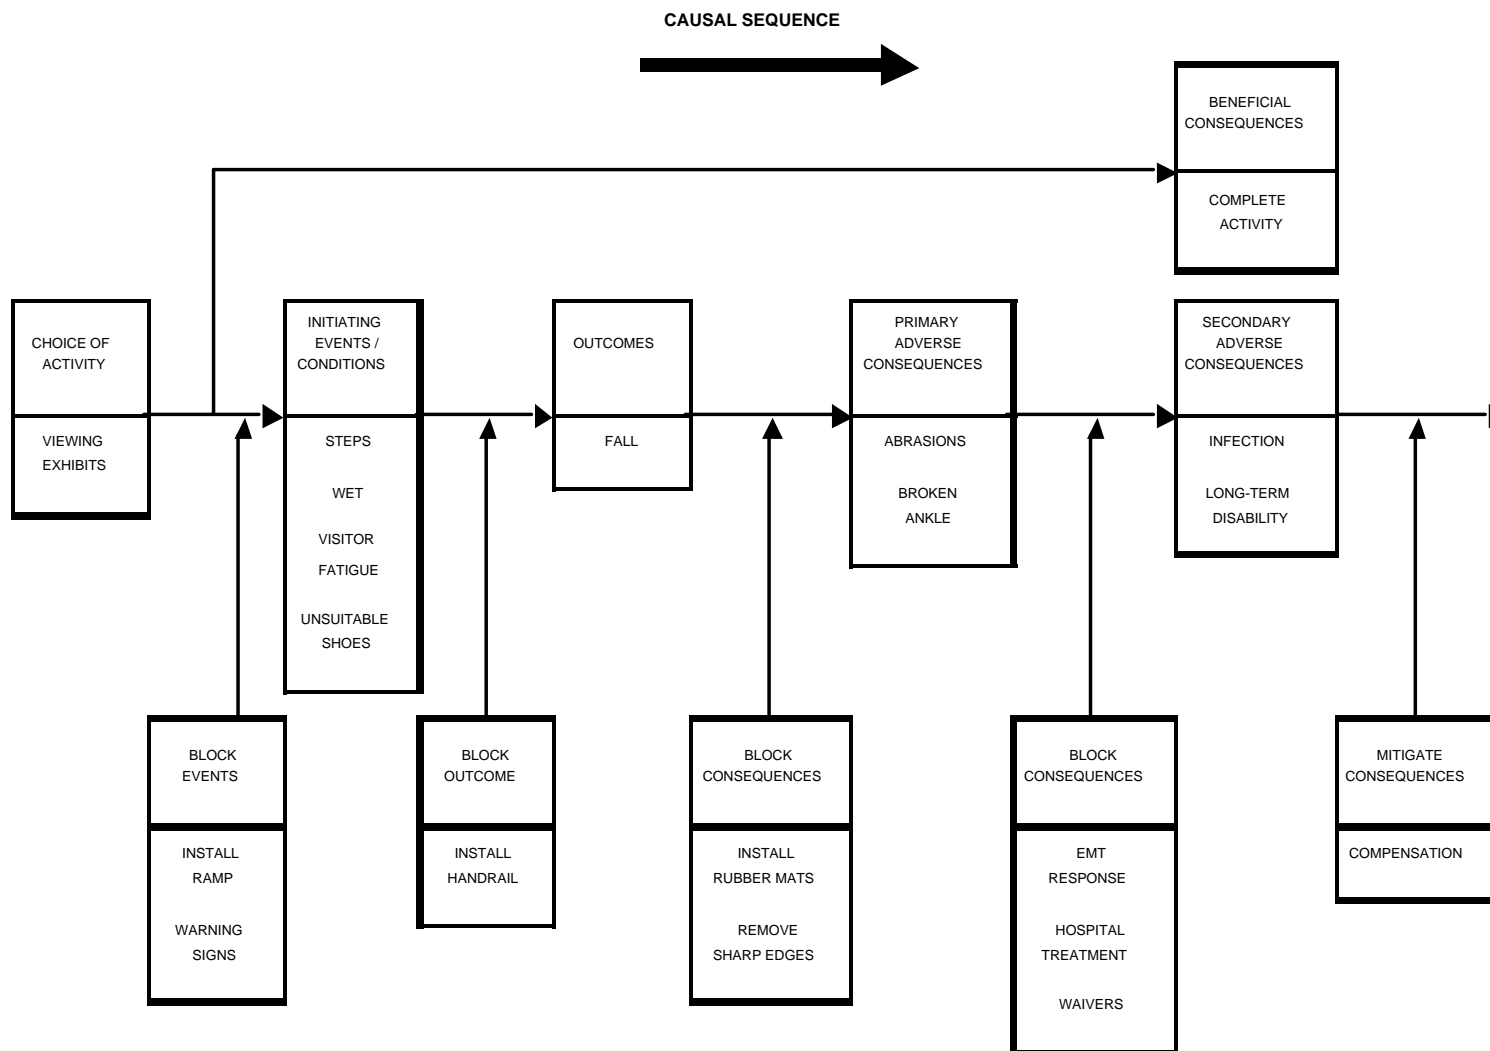 CAUSAL SEQUENCE
BENEFICIAL
CONSEQUENCES
COMPLETE
ACTIVITY
CHOICE OF
ACTIVITY
VIEWING
EXHIBITS
INITIATING
EVENTS /
CONDITIONS
STEPS
WET
VISITOR
FATIGUE
UNSUITABLE
SHOES
OUTCOMES
FALL
PRIMARY
ADVERSE
CONSEQUENCES
ABRASIONS
BROKEN
ANKLE
SECONDARY
ADVERSE
CONSEQUENCES
INFECTION
LONG-TERM
DISABILITY
BLOCK
EVENTS
INSTALL
RAMP
WARNING
SIGNS
BLOCK
OUTCOME
INSTALL
HANDRAIL
BLOCK
CONSEQUENCES
INSTALL
RUBBER MATS
REMOVE
SHARP EDGES
BLOCK
CONSEQUENCES
EMT
RESPONSE
HOSPITAL
TREATMENT
WAIVERS
MITIGATE
CONSEQUENCES
COMPENSATION